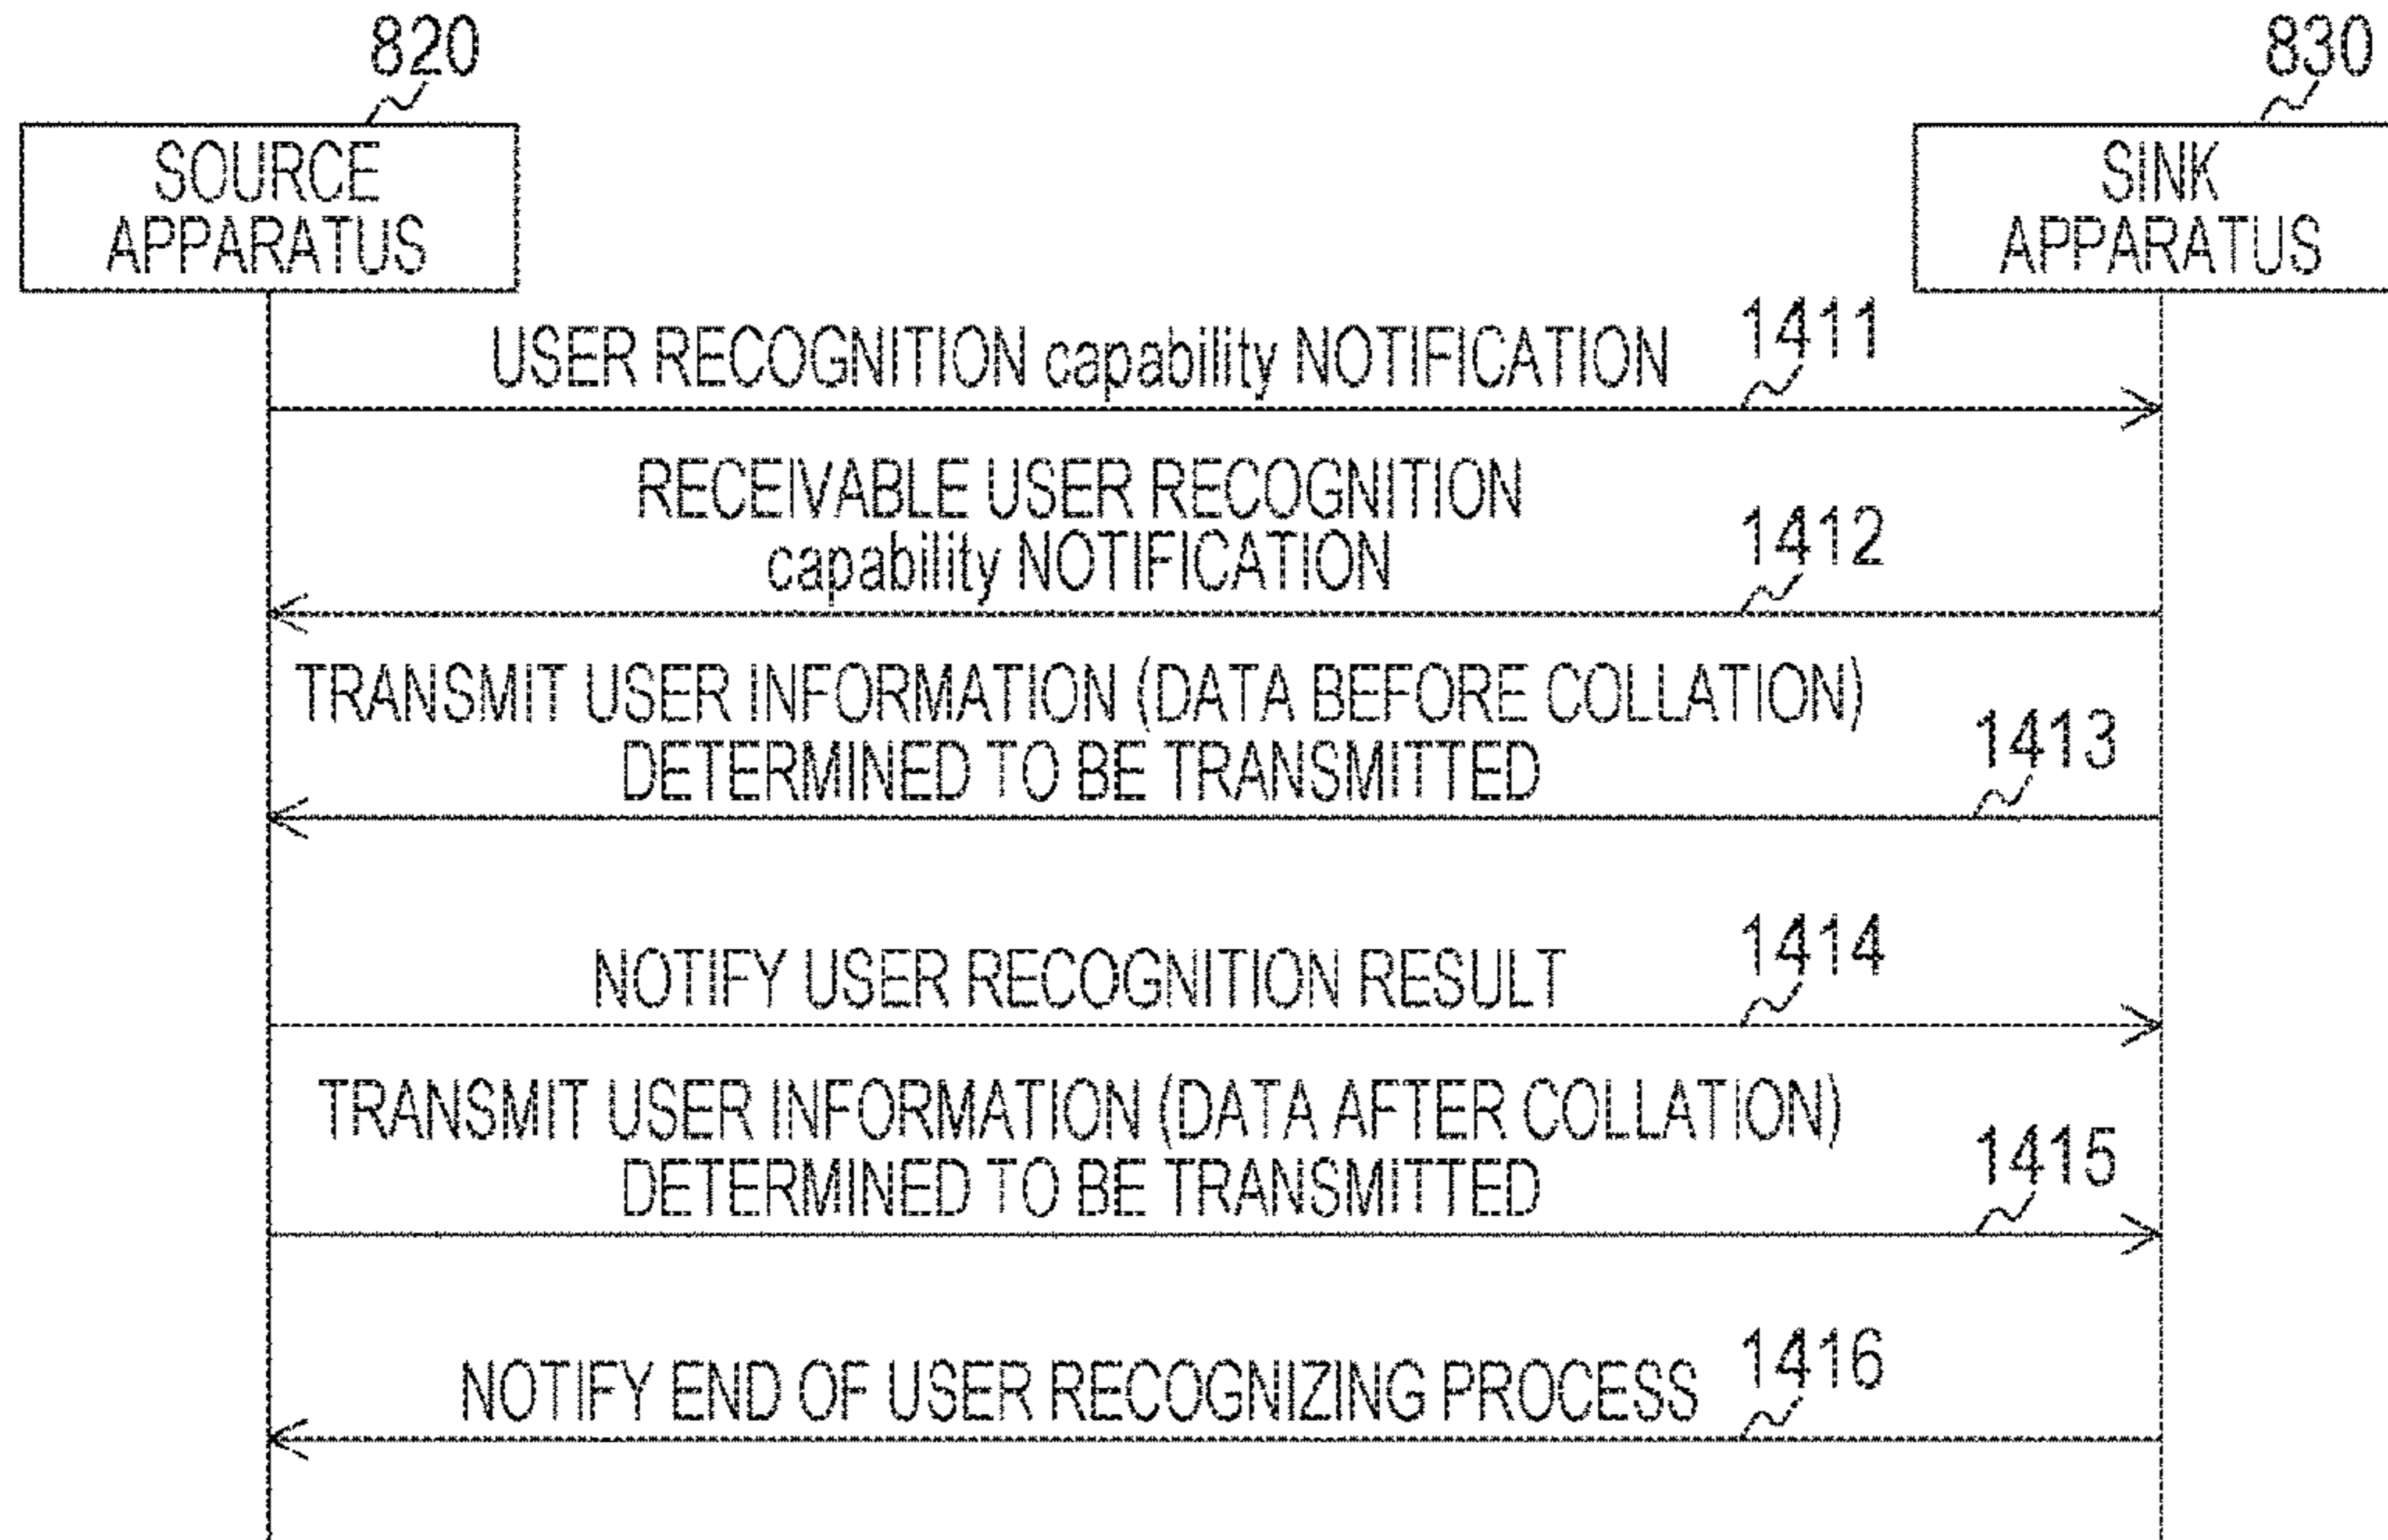 820
830
SOURCE
APPARATUS
SINK
APPARATUS
USER RECOGNITION capability NOTIFICATION
1411
RECEIVABLE USER RECOGNITION
capability NOTIFICATION
1412
TRANSMIT USER INFORMATION (DATA BEFORE COLLATION)
DETERMINED TO BE TRANSMITTED
1413
NOTIFY USER RECOGNITION RESULT
1414
TRANSMIT USER INFORMATION (DATA AFTER COLLATION)
DETERMINED TO BE TRANSMITTED
1415
NOTIFY END OF USER RECOGNIZING PROCESS
1416